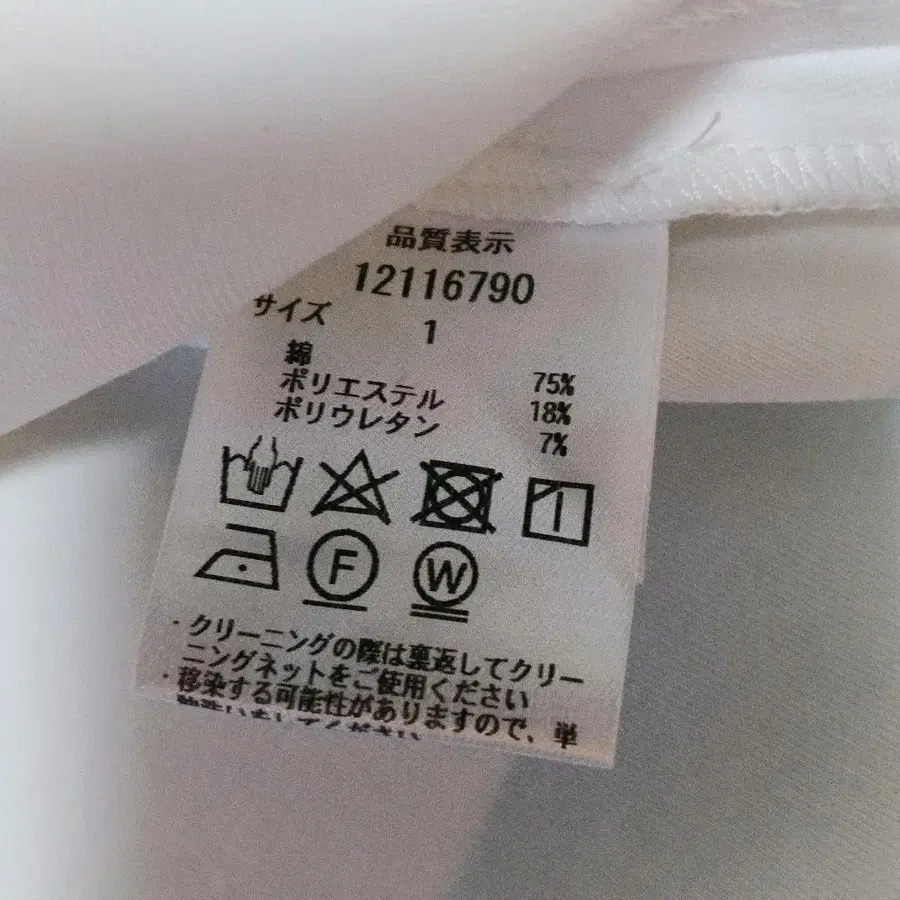 品質表示
12116790
サイズ 1
綿 75%
ポリエステル 18%
ポリウレタン 7%
F W
・クリーニングの際は裏返してクリー
ニングネットをご使用ください
・移染する可能性がありますので、単